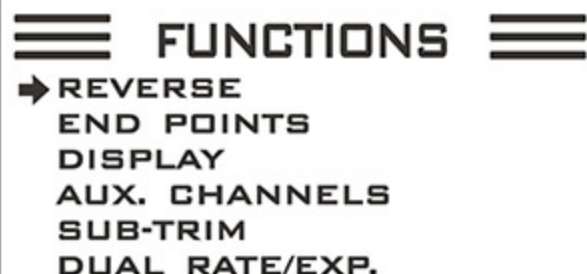 FUNCTIONS
REVERSE
END POINTS
DISPLAY
AUX. CHANNELS
SUB-TRIM
DUAL RATE/EXP.